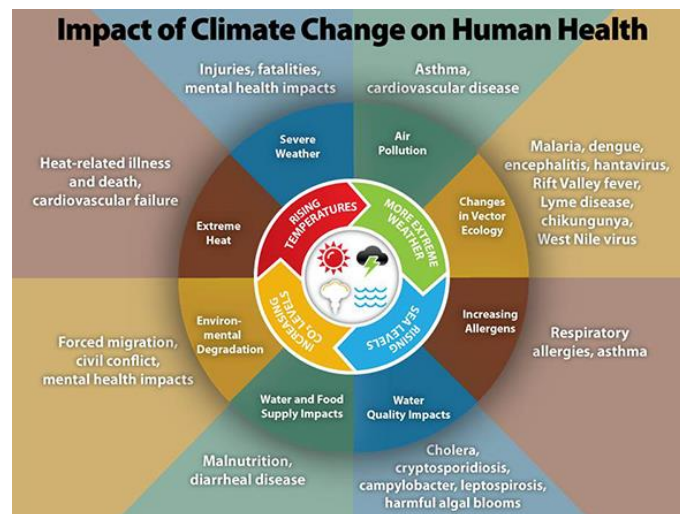 Impact of Climate Change on Human Health
Injuries, fatalities,
mental health impacts
Asthma,
cardiovascular disease
Severe
Weather
Air
Pollution
Heat-related illness
and death,
cardiovascular failure
Extreme
Heat
Malaria, dengue,
encephalitis, hantavirus,
Rift Valley fever,
Lyme disease,
chikungunya,
West Nile virus
Changes
in Vector
Ecology
RISING
TEMPERATURES
MORE EXTREME
WEATHER
INCREASING
CO₂ LEVELS
RISING
SEA LEVELS
Forced migration,
civil conflict,
mental health impacts
Environ-
mental
Degradation
Increasing
Allergens
Respiratory
allergies, asthma
Water and Food
Supply Impacts
Water
Quality Impacts
Malnutrition,
diarrheal disease
Cholera,
cryptosporidiosis,
campylobacter, leptospirosis,
harmful algal blooms